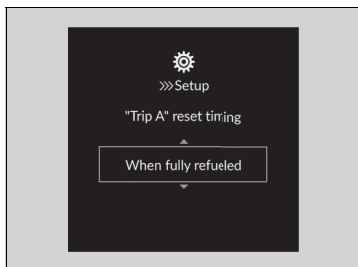 >>> Setup
"Trip A" reset timing
When fully refueled